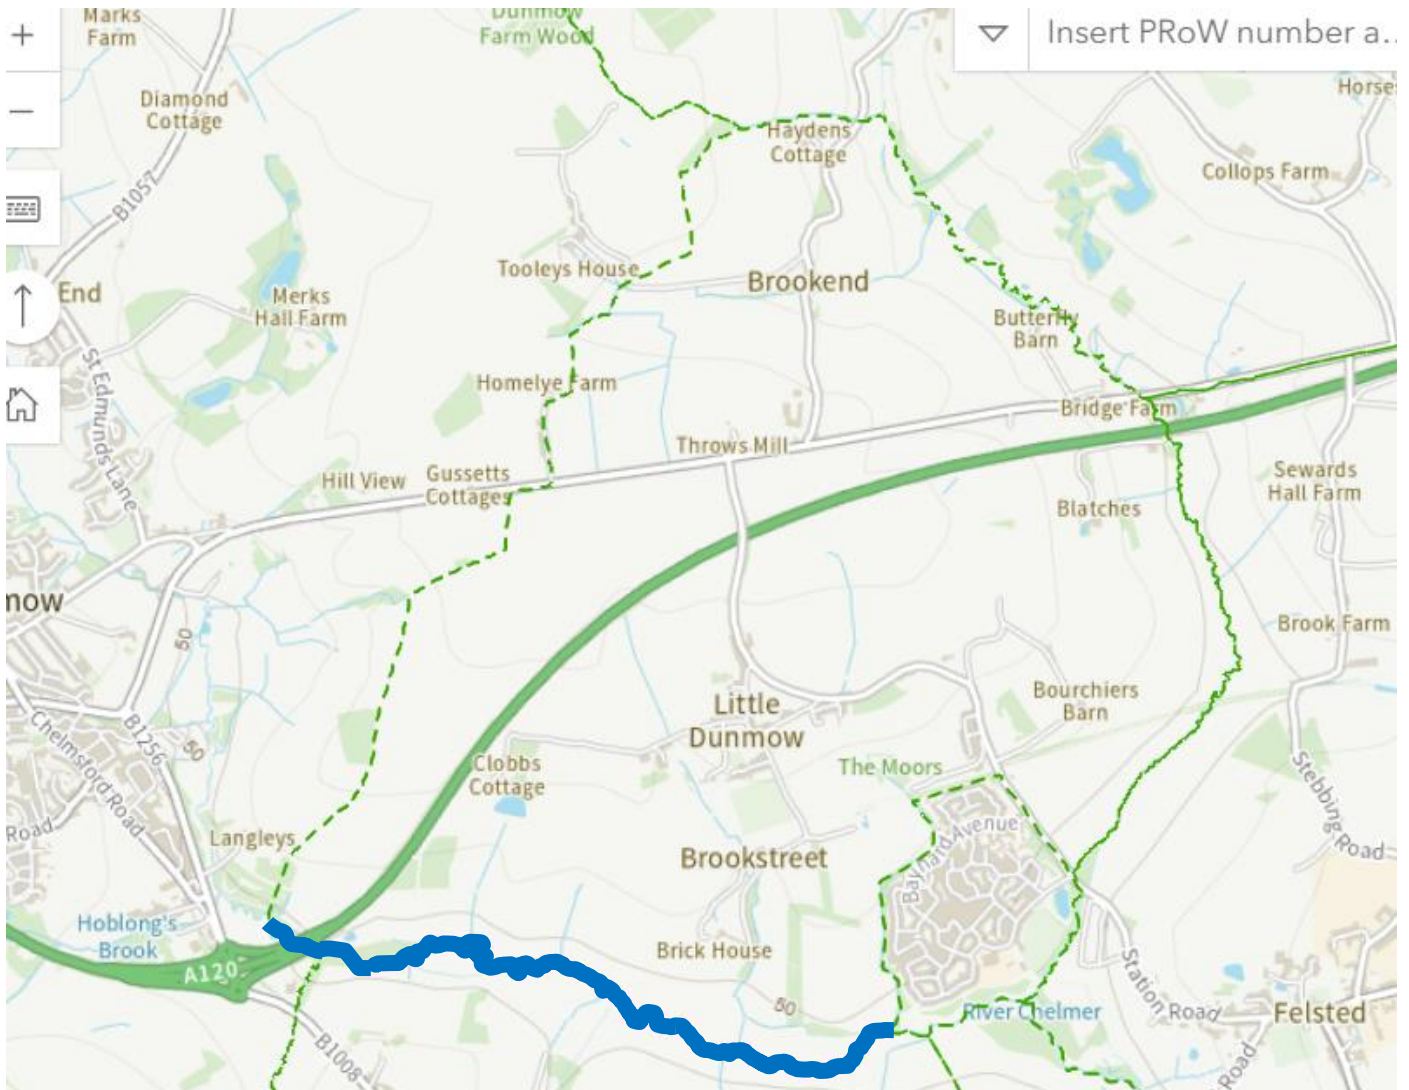 Marks
Farm
Dunmow
Farm Wood
Insert PRoW number a...
Horse
Diamond
Cottage
Haydens
Cottage
Collops Farm
B1057
Tooleys House
Brookend
End
Merks
Hall Farm
Butterfly
Barn
St Edmunds Lane
Homelye Farm
Bridge Farm
Throws Mill
Hill View
Gussetts
Cottages
Sewards
Hall Farm
Blatches
mow
50
Brook Farm
Bourchiers
Barn
Little
Dunmow
Chelmsford Road
B1256
50
Clobbs
Cottage
The Moors
Stebbing Road
Road
Langleys
Baynard Avenue
Brookstreet
Hoblong's
Brook
A120
Brick House
50
Station Road
River Chelmer
Felsted
B1008
Road